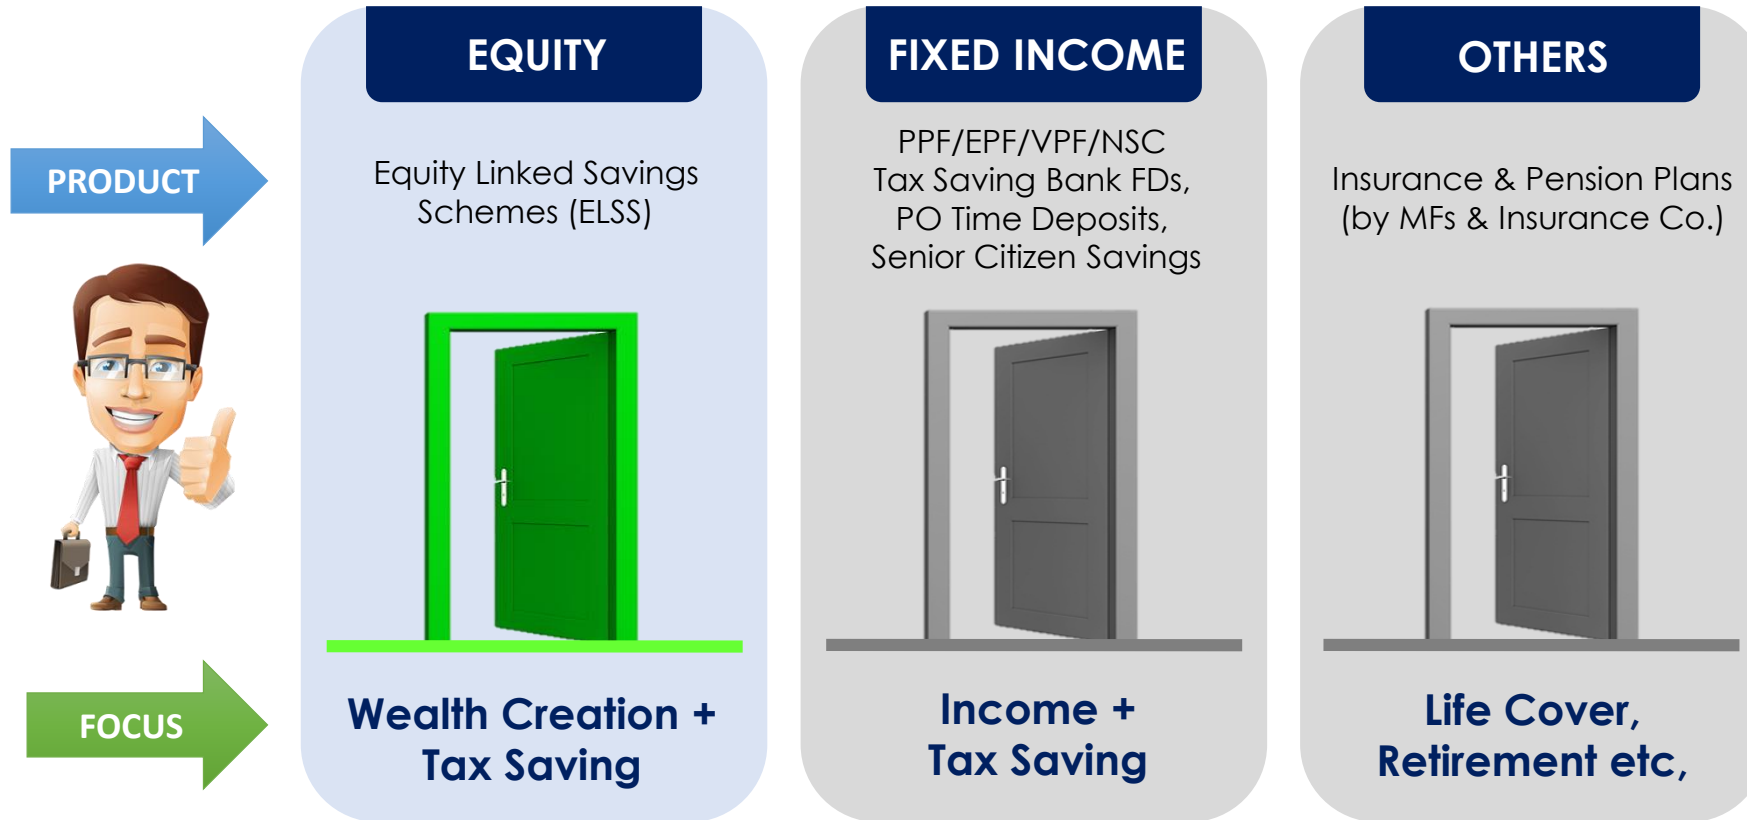 EQUITY
FIXED INCOME
OTHERS
PRODUCT
Equity Linked Savings
Schemes (ELSS)
PPF/EPF/VPF/NSC
Tax Saving Bank FDs,
PO Time Deposits,
Senior Citizen Savings
Insurance & Pension Plans
(by MFs & Insurance Co.)
FOCUS
Wealth Creation +
Tax Saving
Income +
Tax Saving
Life Cover,
Retirement etc,